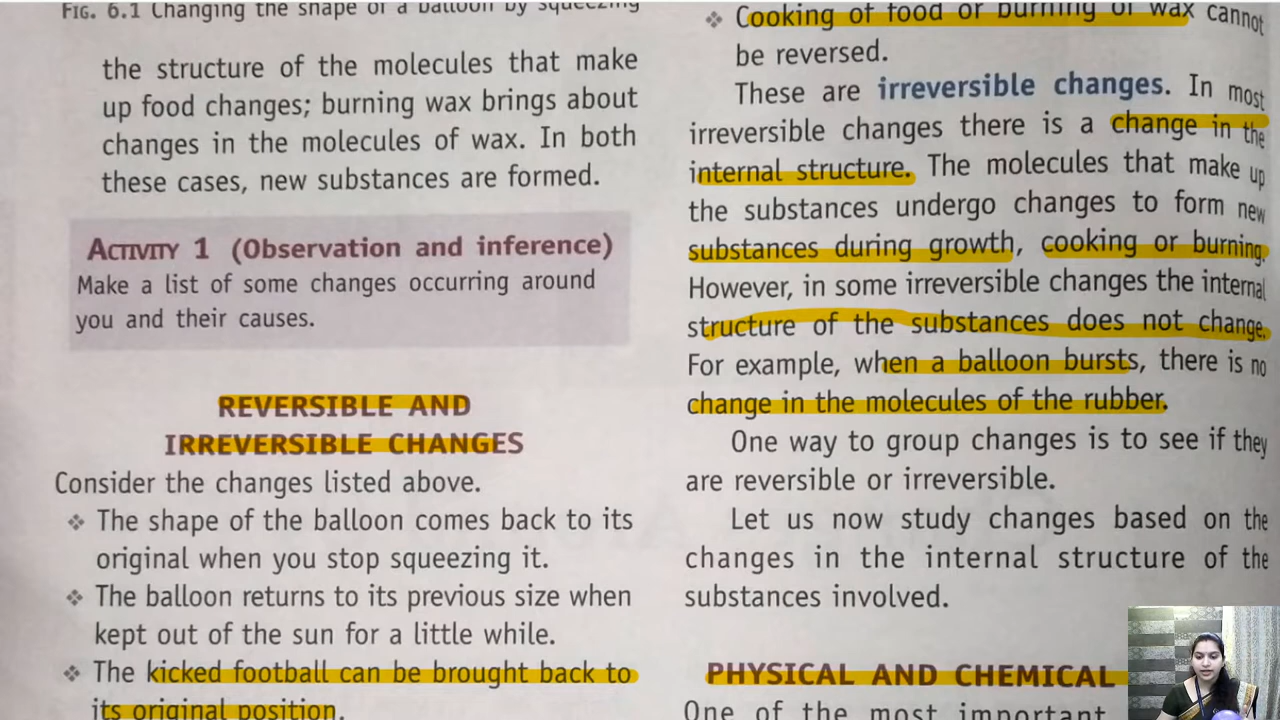 FIG. 6.1 Changing the shape of a balloon by squeezing
the structure of the molecules that make
up food changes; burning wax brings about
changes in the molecules of wax. In both
these cases, new substances are formed.
ACTIVITY 1 (Observation and inference)
Make a list of some changes occurring around
you and their causes.
REVERSIBLE AND
IRREVERSIBLE CHANGES
Consider the changes listed above.
❖ The shape of the balloon comes back to its
original when you stop squeezing it.
❖ The balloon returns to its previous size when
kept out of the sun for a little while.
❖ The kicked football can be brought back to
its original position.
❖ Cooking of food or burning of wax cannot
be reversed.
These are irreversible changes. In most
irreversible changes there is a change in the
internal structure. The molecules that make up
the substances undergo changes to form new
substances during growth, cooking or burning.
However, in some irreversible changes the internal
structure of the substances does not change.
For example, when a balloon bursts, there is no
change in the molecules of the rubber.
One way to group changes is to see if they
are reversible or irreversible.
Let us now study changes based on the
changes in the internal structure of the
substances involved.
PHYSICAL AND CHEMICAL
One of the most important